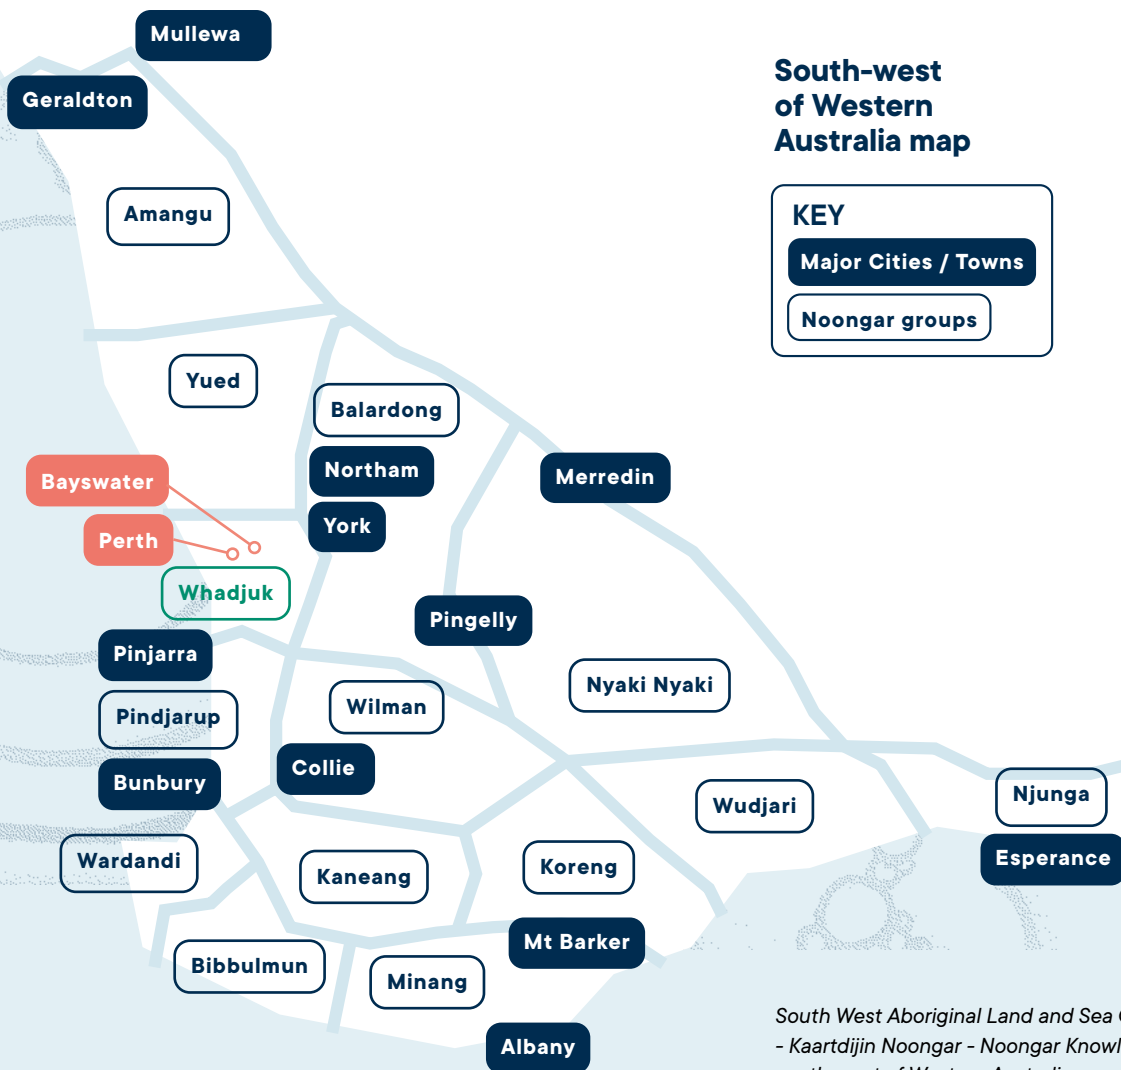 Mullewa
Geraldton
South-west
of Western
Australia map
KEY
Major Cities / Towns
Noongar groups
Amangu
Yued
Balardong
Northam
Merredin
Bayswater
York
Perth
Whadjuk
Pingelly
Pinjarra
Nyaki Nyaki
Wilman
Pindjarup
Collie
Bunbury
Njunga
Wudjari
Esperance
Wardandi
Koreng
Kaneang
Mt Barker
Bibbulmun
Minang
Albany
South West Aboriginal Land and Sea
- Kaartdijin Noongar - Noongar
of Western